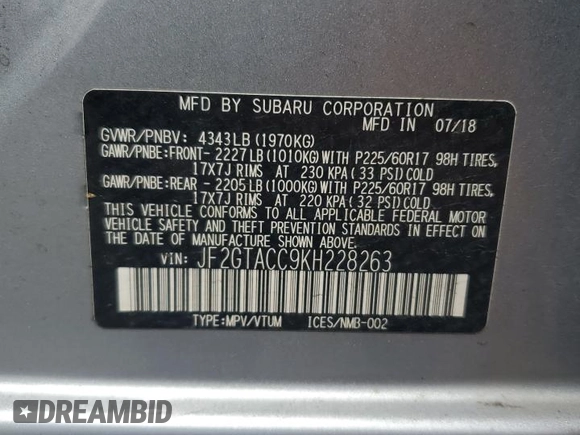 MFD BY SUBARU CORPORATION
MFD IN 07/18
GVWR/PNBV: 4343LB(1970KG)
GAWR/PNBE:FRONT- 2227LB(1010KG)WITH P225/60R17 98H TIRES,
17X7J RIMS AT 230 KPA(33 PSI)COLD
GAWR/PNBE:REAR - 2205LB(1000KG)WITH P225/60R17 98H TIRES,
17X7J RIMS AT 220 KPA(32 PSI)COLD
THIS VEHICLE CONFORMS TO ALL APPLICABLE FEDERAL MOTOR
VEHICLE SAFETY AND THEFT PREVENTION STANDARDS IN EFFECT
ON THE DATE OF MANUFACTURE SHOWN ABOVE.
VIN: JF2GTACC9KH228263
TYPE:MPV/VTUM ICES/NMB-002
DREAMBID